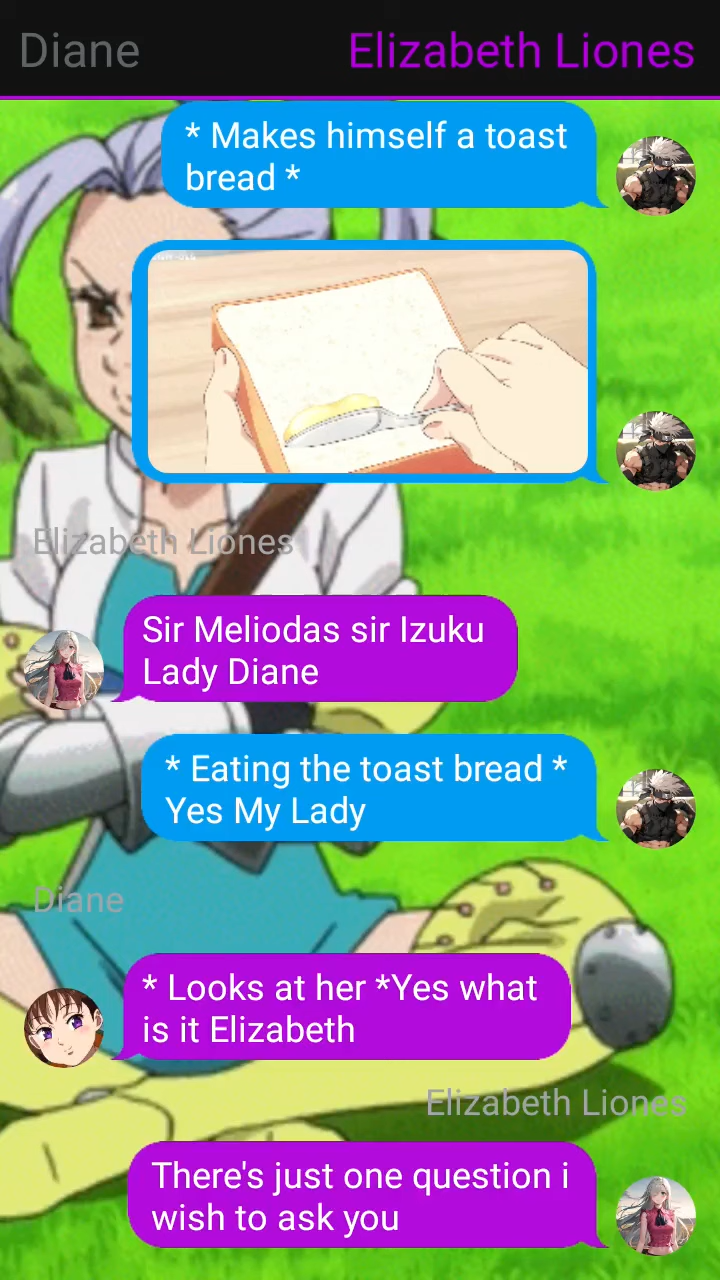 Diane
Elizabeth Liones
* Makes himself a toast
bread *
Elizabeth Liones
Sir Meliodas sir Izuku
Lady Diane
* Eating the toast bread *
Yes My Lady
Diane
* Looks at her *Yes what
is it Elizabeth
Elizabeth Liones
There's just one question i
wish to ask you